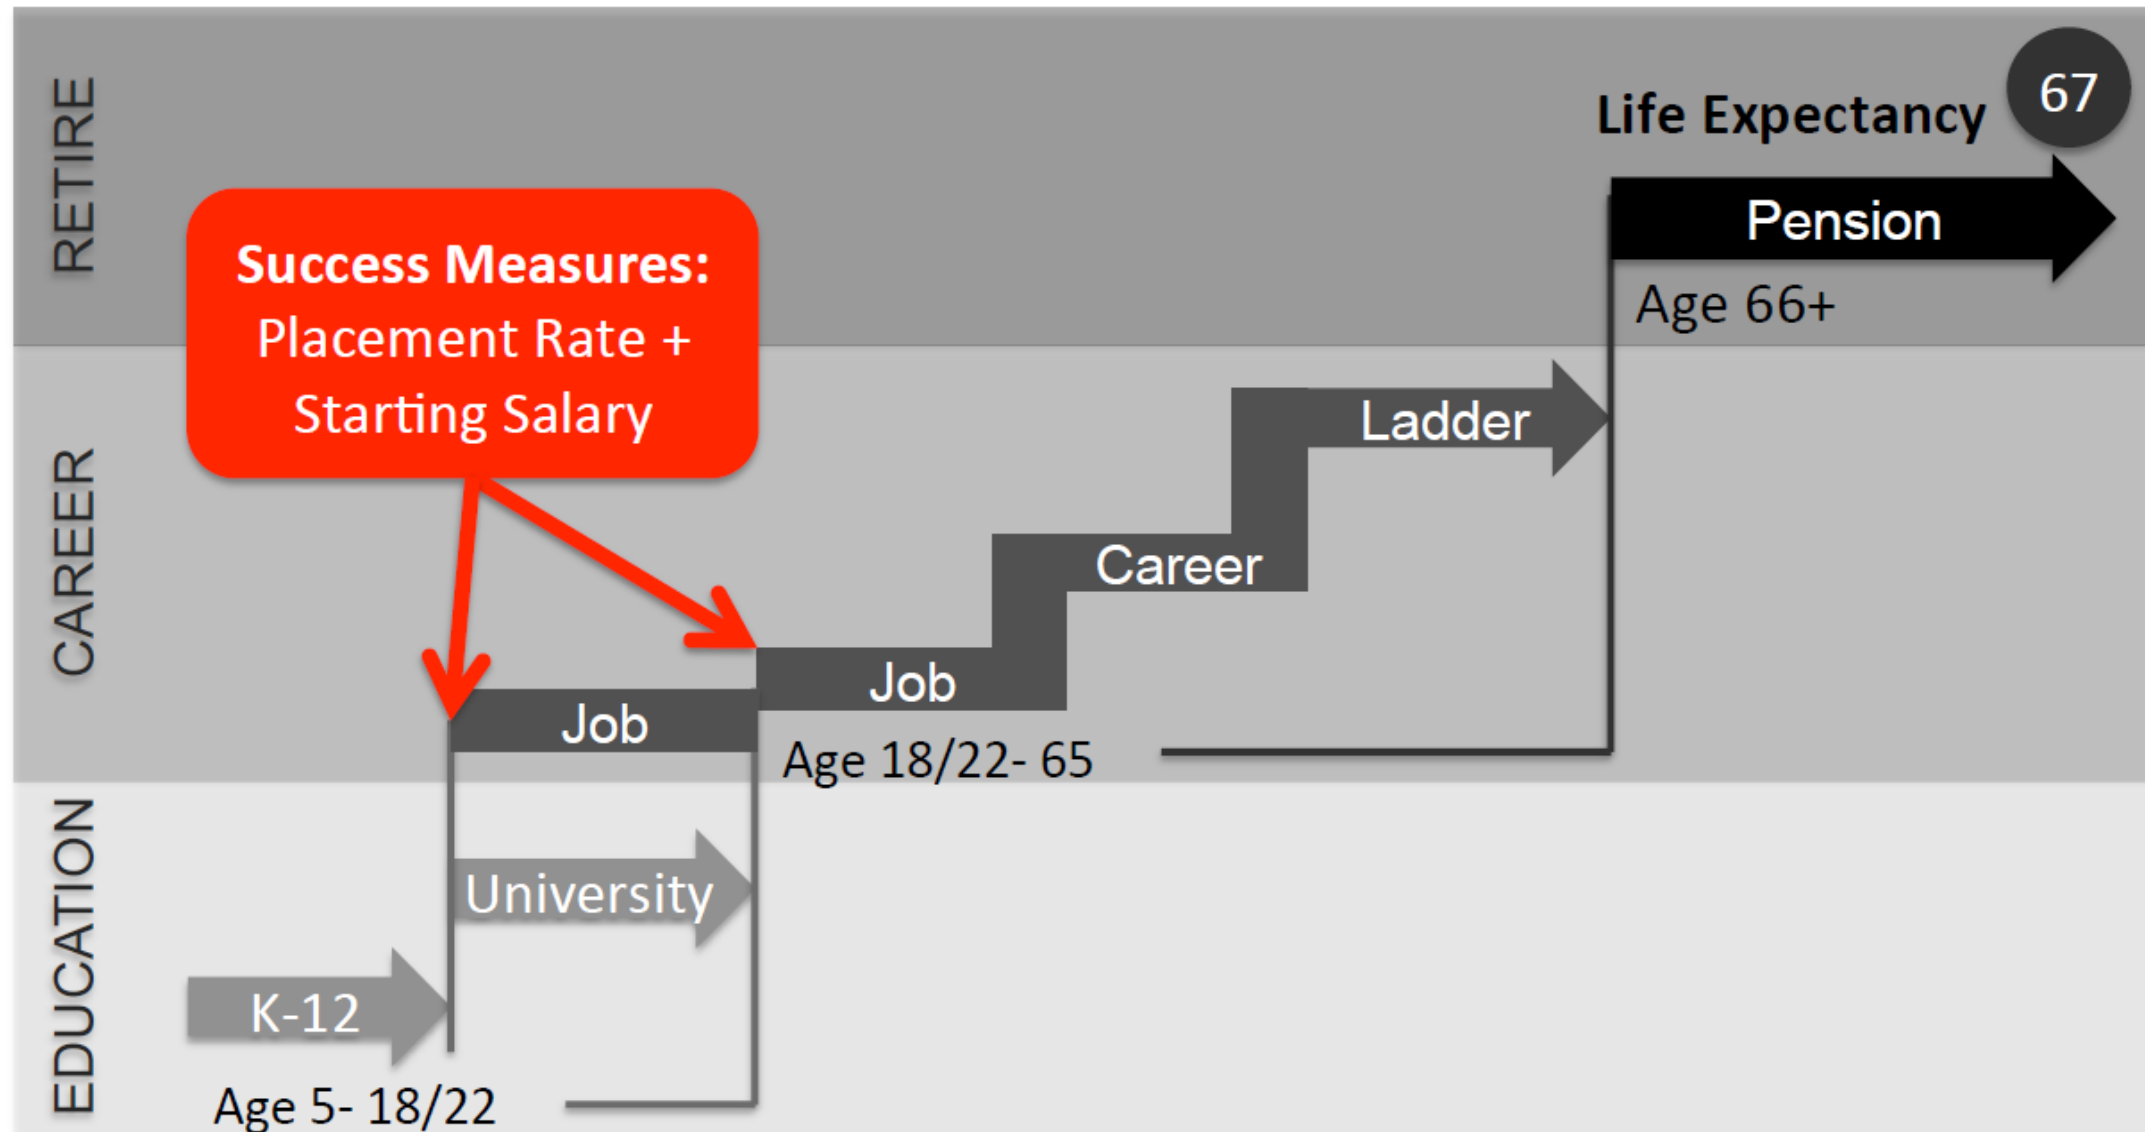 RETIRE
67
Life Expectancy
Pension
Age 66+
Success Measures:
Placement Rate +
Starting Salary
CAREER
Ladder
Career
Job
Job
Age 18/22- 65
EDUCATION
University
K-12
Age 5- 18/22